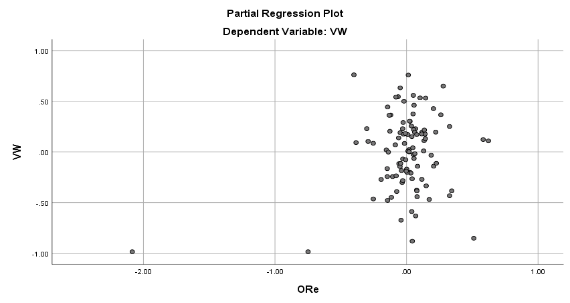 Partial Regression Plot
Dependent Variable: VW
1.00
.50
.00
-.50
-1.00
VW
-2.00 -1.00 .00 1.00
ORe